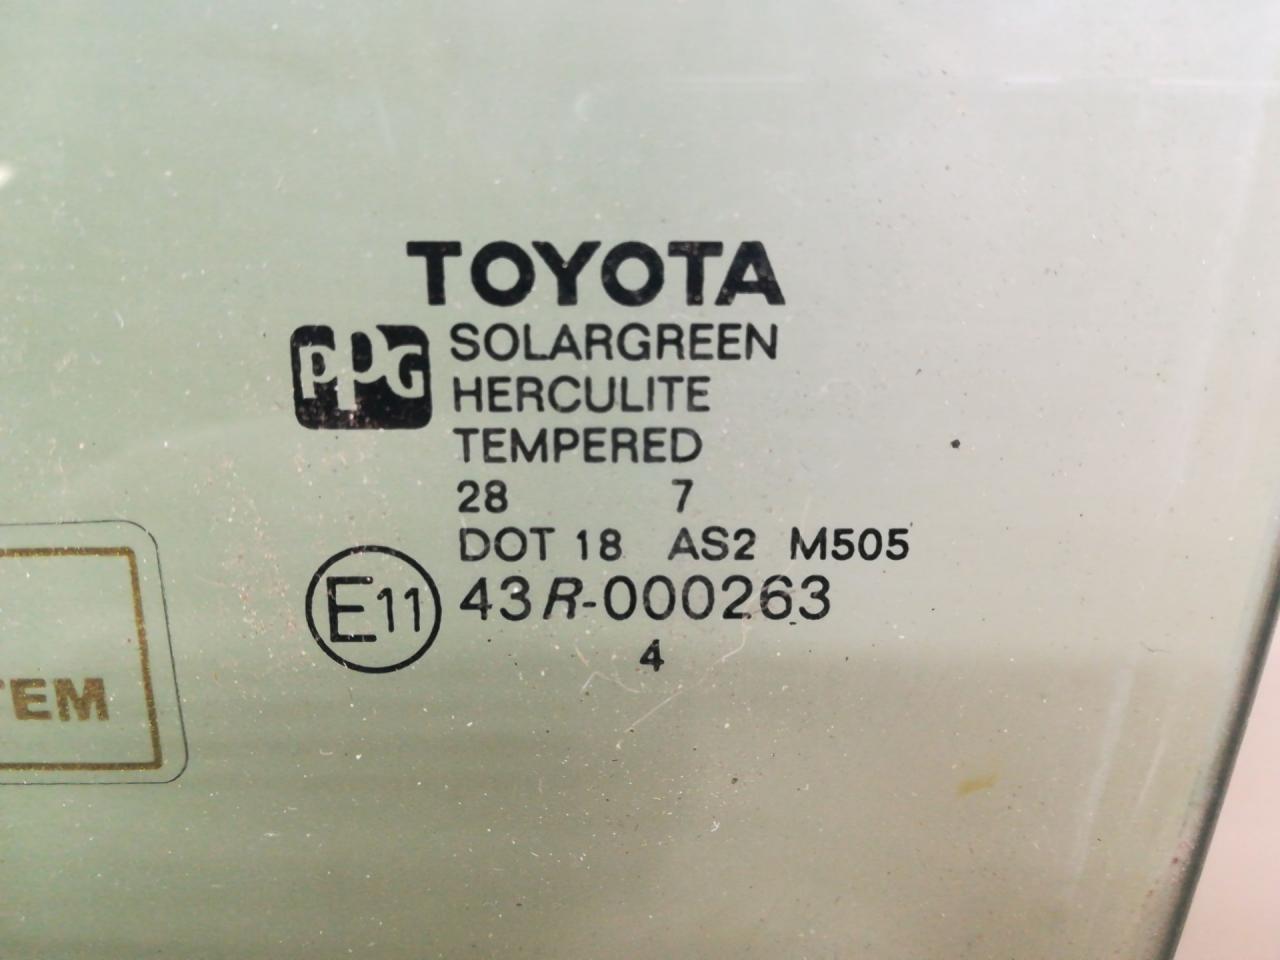 TOYOTA
PPG
SOLARGREEN
HERCULITE
TEMPERED
28 7
DOT 18 AS2 M505
E11
43R-000263
4
TEM